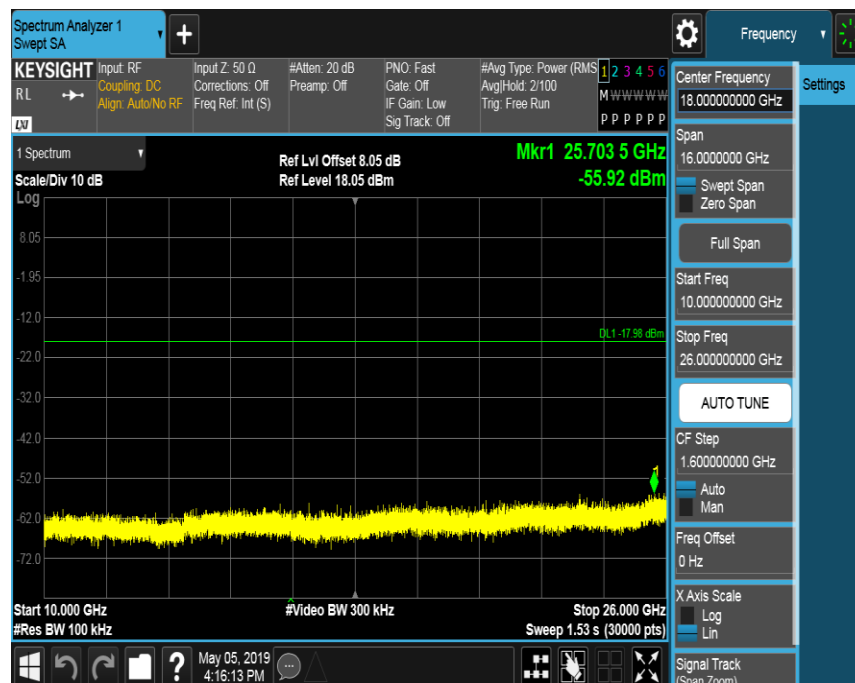 Spectrum Analyzer 1
Swept SA
+
Frequency
KEYSIGHT
RL
LXI
Input: RF
Coupling: DC
Align: Auto/No RF
Input Z: 50 Ω
Corrections: Off
Freq Ref: Int (S)
#Atten: 20 dB
Preamp: Off
PNO: Fast
Gate: Off
IF Gain: Low
Sig Track: Off
#Avg Type: Power (RMS
Avg|Hold: 2/100
Trig: Free Run
1 2 3 4 5 6
M W W W W W
P P P P P P
1 Spectrum
Scale/Div 10 dB
Log
Ref Lvl Offset 8.05 dB
Ref Level 18.05 dBm
Mkr1 25.703 5 GHz
-55.92 dBm
8.05
-1.95
-12.0
DL1 -17.98 dBm
-22.0
-32.0
-42.0
-52.0
1
-62.0
-72.0
Start 10.000 GHz
#Res BW 100 kHz
#Video BW 300 kHz
Stop 26.000 GHz
Sweep 1.53 s (30000 pts)
?
May 05, 2019
4:16:13 PM
Center Frequency
18.00000000 GHz
Settings
Span
16.0000000 GHz
Swept Span
Zero Span
Full Span
Start Freq
10.000000000 GHz
Stop Freq
26.000000000 GHz
AUTO TUNE
CF Step
1.600000000 GHz
Auto
Man
Freq Offset
0 Hz
X Axis Scale
Log
Lin
Signal Track
(Span Zoom)